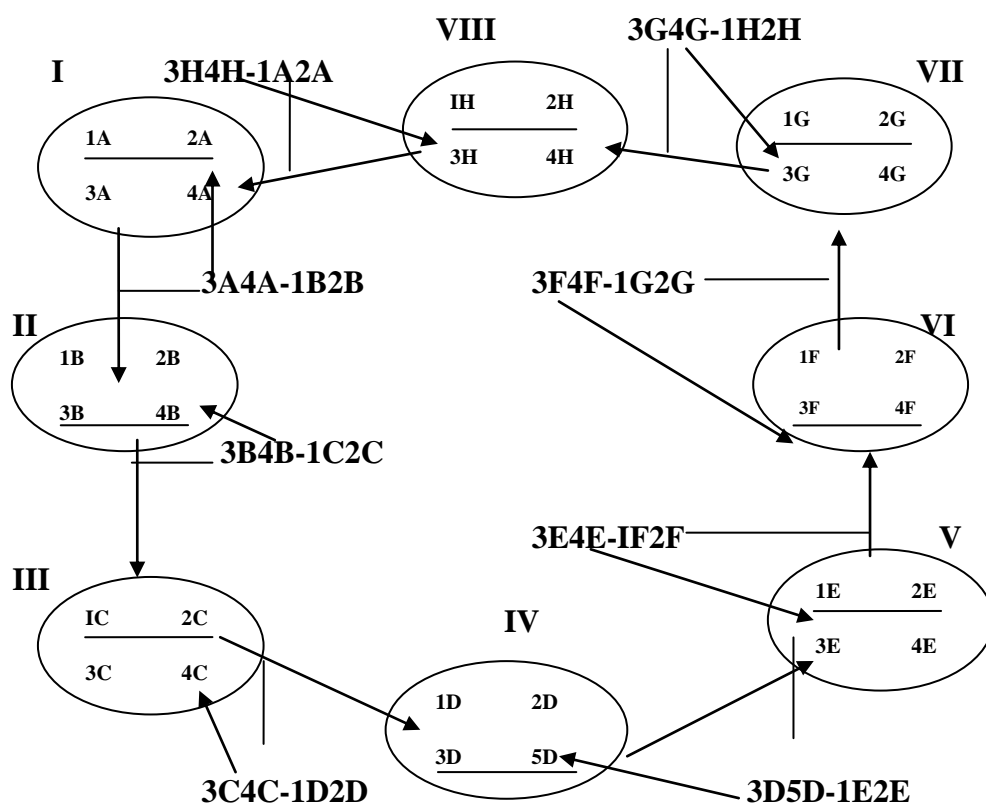 VIII
3G4G-1H2H
I
3H4H-1A2A
VII
1A 2A
3A 4A
IH 2H
3H 4H
1G 2G
3G 4G
3A4A-1B2B
3F4F-1G2G
II
1B 2B
3B 4B
VI
1F 2F
3F 4F
3B4B-1C2C
3E4E-IF2F
V
III
IC 2C
3C 4C
IV
1E 2E
3E 4E
1D 2D
3D 5D
3C4C-1D2D
3D5D-1E2E